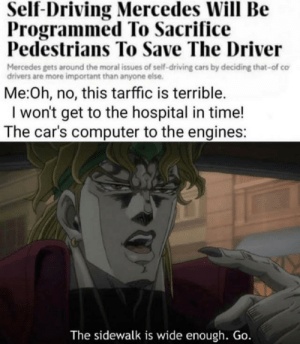 Self-Driving Mercedes Will Be
Programmed To Sacrifice
Pedestrians To Save The Driver
Mercedes gets around the moral issues of self-driving cars by deciding that-of co
drivers are more important than anyone else.
Me:Oh, no, this tarffic is terrible.
I won't get to the hospital in time!
The car's computer to the engines:
The sidewalk is wide enough. Go.